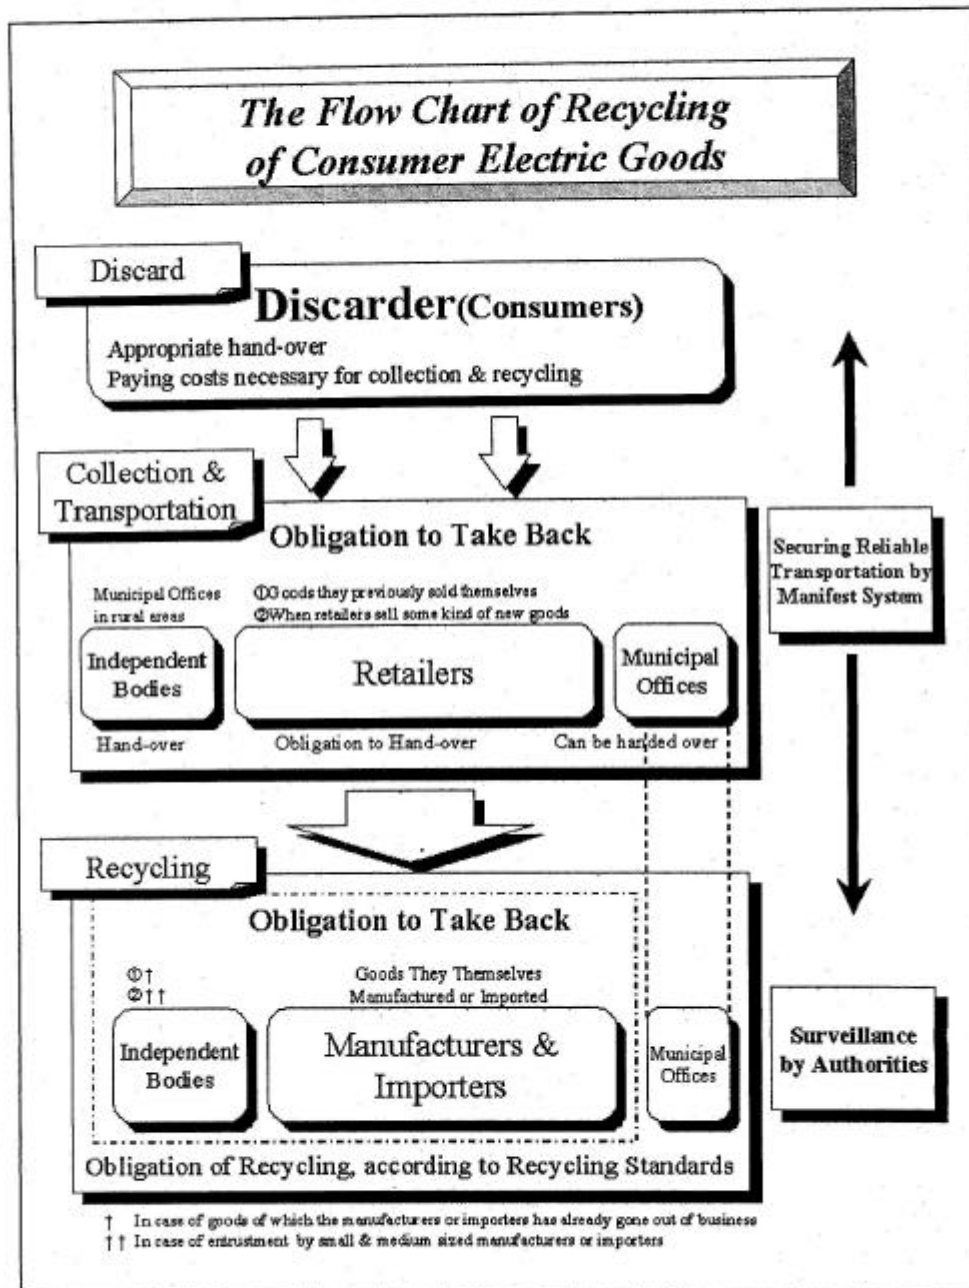 The Flow Chart of Recycling
of Consumer Electric Goods
Discard
Discarder(Consumers)
Appropriate hand-over
Paying costs necessary for collection & recycling
Collection &
Transportation
Obligation to Take Back
Municipal Offices
in rural areas
①Goods they previously sold themselves
②When retailers sell some kind of new goods
Independent
Bodies
Retailers
Municipal
Offices
Hand-over
Obligation to Hand-over
Can be handed over
Securing Reliable
Transportation by
Manifest System
Recycling
Obligation to Take Back
①†
②††
Goods They Themselves
Manufactured or Imported
Independent
Bodies
Manufacturers &
Importers
Municipal
Offices
Surveillance
by Authorities
Obligation of Recycling, according to Recycling Standards
† In case of goods of which the manufacturers or importers has already gone out of business
†† In case of entrustment by small & medium sized manufacturers or importers